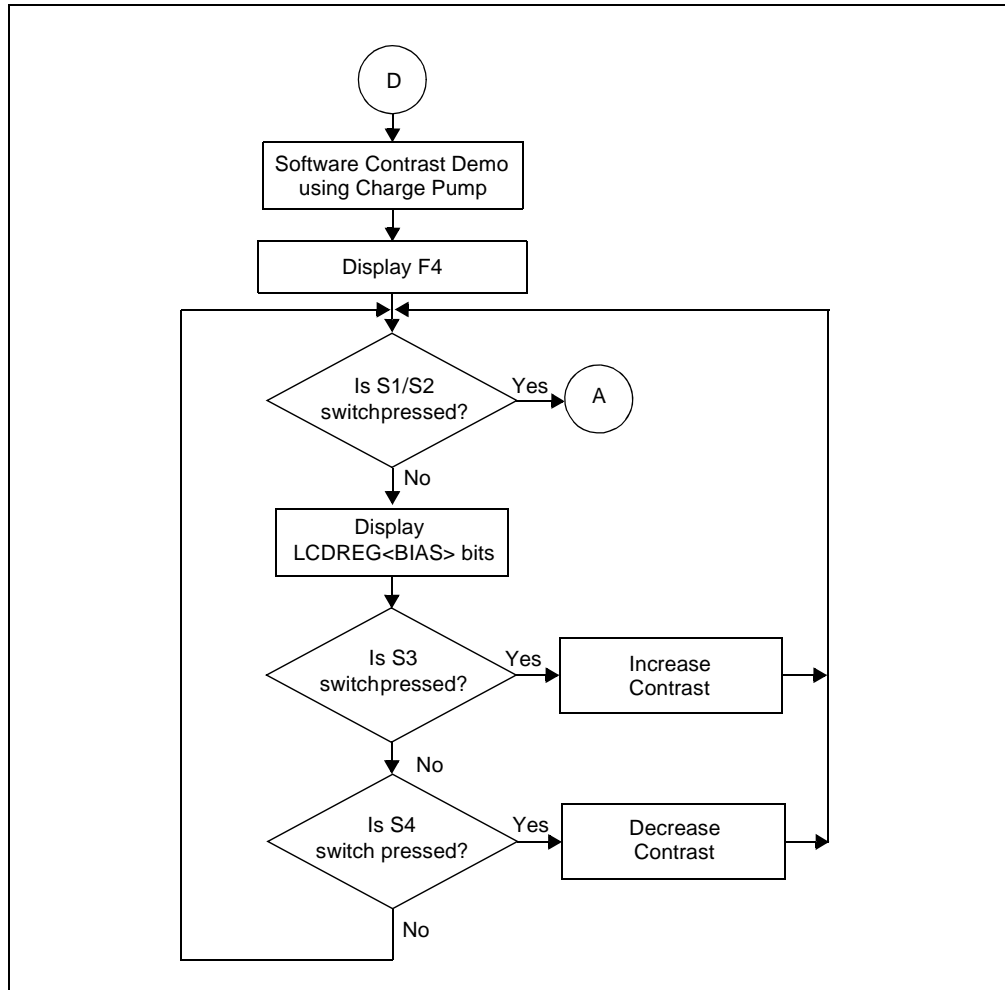 D
Software Contrast Demo
using Charge Pump
Display F4
Is S1/S2
switchpressed?
Yes
A
No
Display
LCDREG<BIAS> bits
Is S3
switchpressed?
Yes
Increase
Contrast
No
Is S4
switch pressed?
Yes
Decrease
Contrast
No